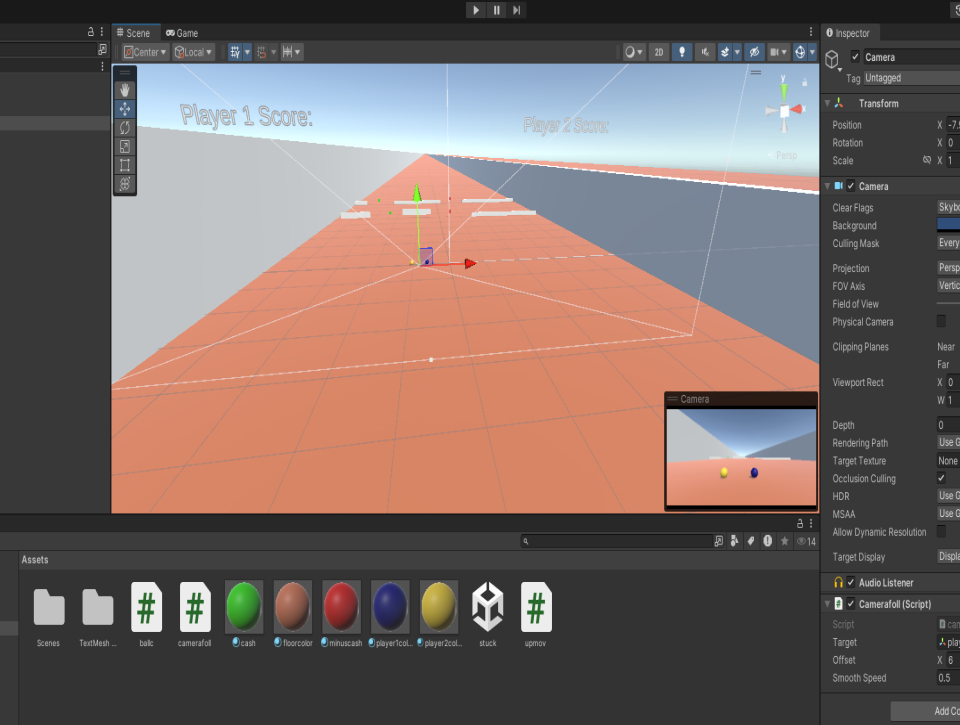 Scene Game
Center Local 2D
Inspector
Camera
Tag Untagged
Transform
Position X -7.
Rotation X 0
Scale X 1
Player 1 Score:
Player 2 Score:
y
x
Persp
Camera
Clear Flags Skybo
Background
Culling Mask Every
Projection Persp
FOV Axis Vertic
Field of View
Physical Camera
Clipping Planes Near
Far
Viewport Rect X 0
W 1
Depth 0
Rendering Path Use G
Target Texture None
Occlusion Culling
HDR Use G
MSAA Use G
Allow Dynamic Resolution
Target Display Displa
Audio Listener
Camerafoll (Script)
Script cam
Target play
Offset X 6
Smooth Speed 0.5
Add Co
Camera
14
Assets
Scenes TextMesh ... ballc camerafoll cash floorcolor minuscash player1col... player2col... stuck upmov